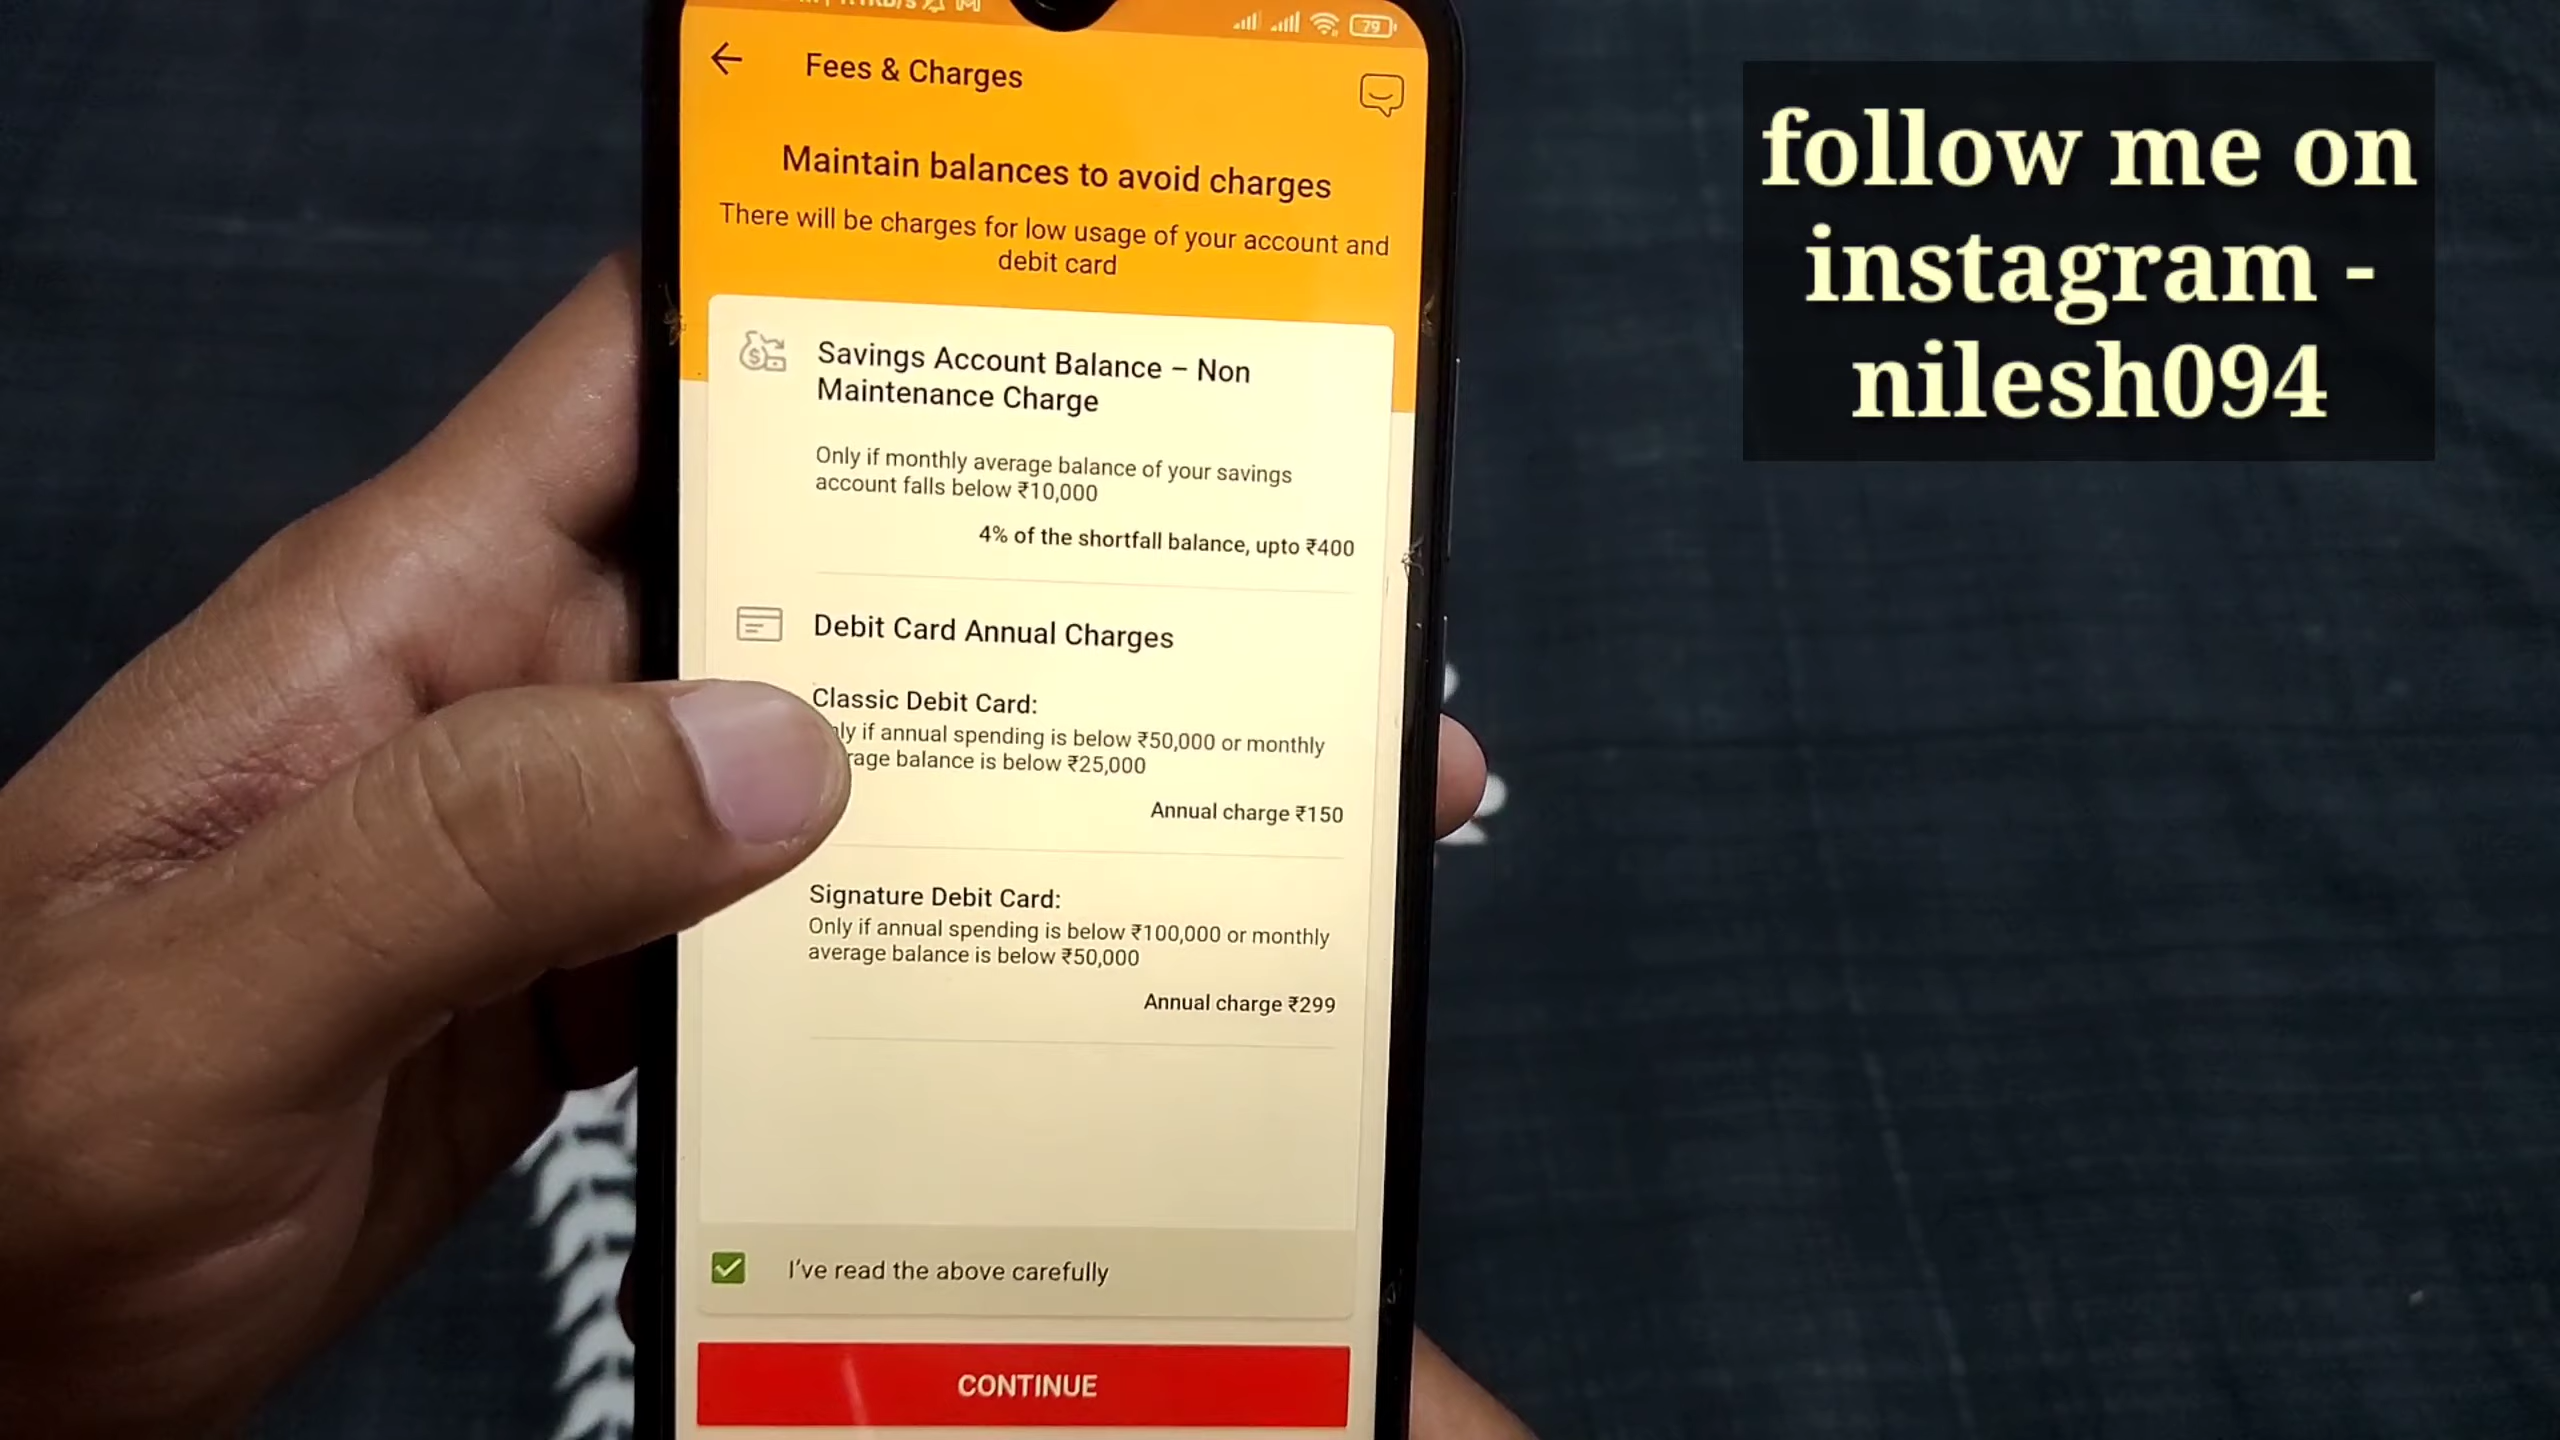 79
Fees & Charges
Maintain balances to avoid charges
There will be charges for low usage of your account and
debit card
Savings Account Balance – Non
Maintenance Charge
Only if monthly average balance of your savings
account falls below ₹10,000
4% of the shortfall balance, upto ₹400
Debit Card Annual Charges
Classic Debit Card:
if annual spending is below ₹50,000 or monthly
balance is below ₹25,000
Annual charge ₹150
Signature Debit Card:
Only if annual spending is below ₹100,000 or monthly
average balance is below ₹50,000
Annual charge ₹299
I've read the above carefully
CONTINUE
follow me on
instagram -
nilesh094